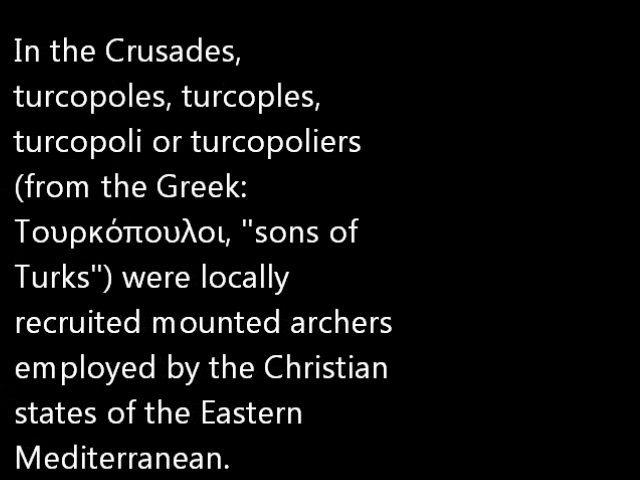 In the Crusades,
turcopoles, turcoples,
turcopoli or turcopoliers
(from the Greek:
Τουρκόπουλοι, "sons of
Turks") were locally
recruited mounted archers
employed by the Christian
states of the Eastern
Mediterranean.